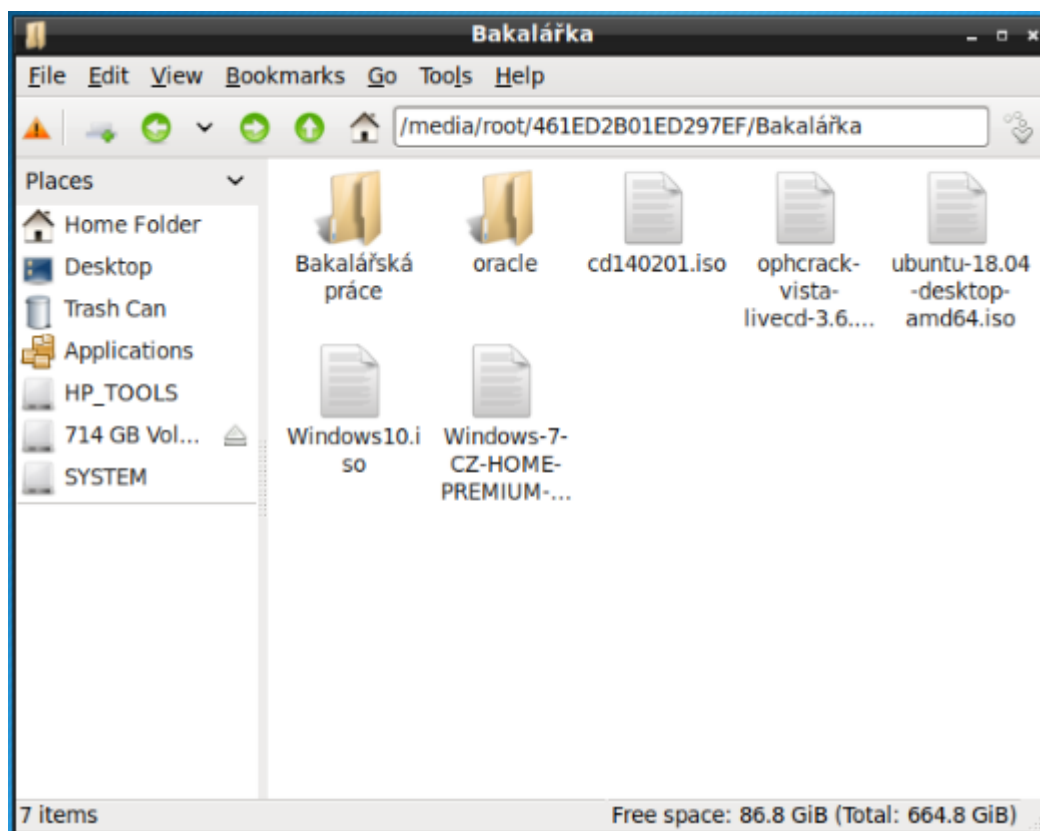 Bakalářka
File Edit View Bookmarks Go Tools Help
/media/root/461ED2B01ED297EF/Bakalářka
Places
Home Folder
Desktop
Trash Can
Applications
HP_TOOLS
714 GB Vol...
SYSTEM
Bakalářská
práce
oracle
cd140201.iso
ophcrack-
vista-
livecd-3.6....
ubuntu-18.04
-desktop-
amd64.iso
Windows10.i
so
Windows-7-
CZ-HOME-
PREMIUM-...
7 items
Free space: 86.8 GiB (Total: 664.8 GiB)